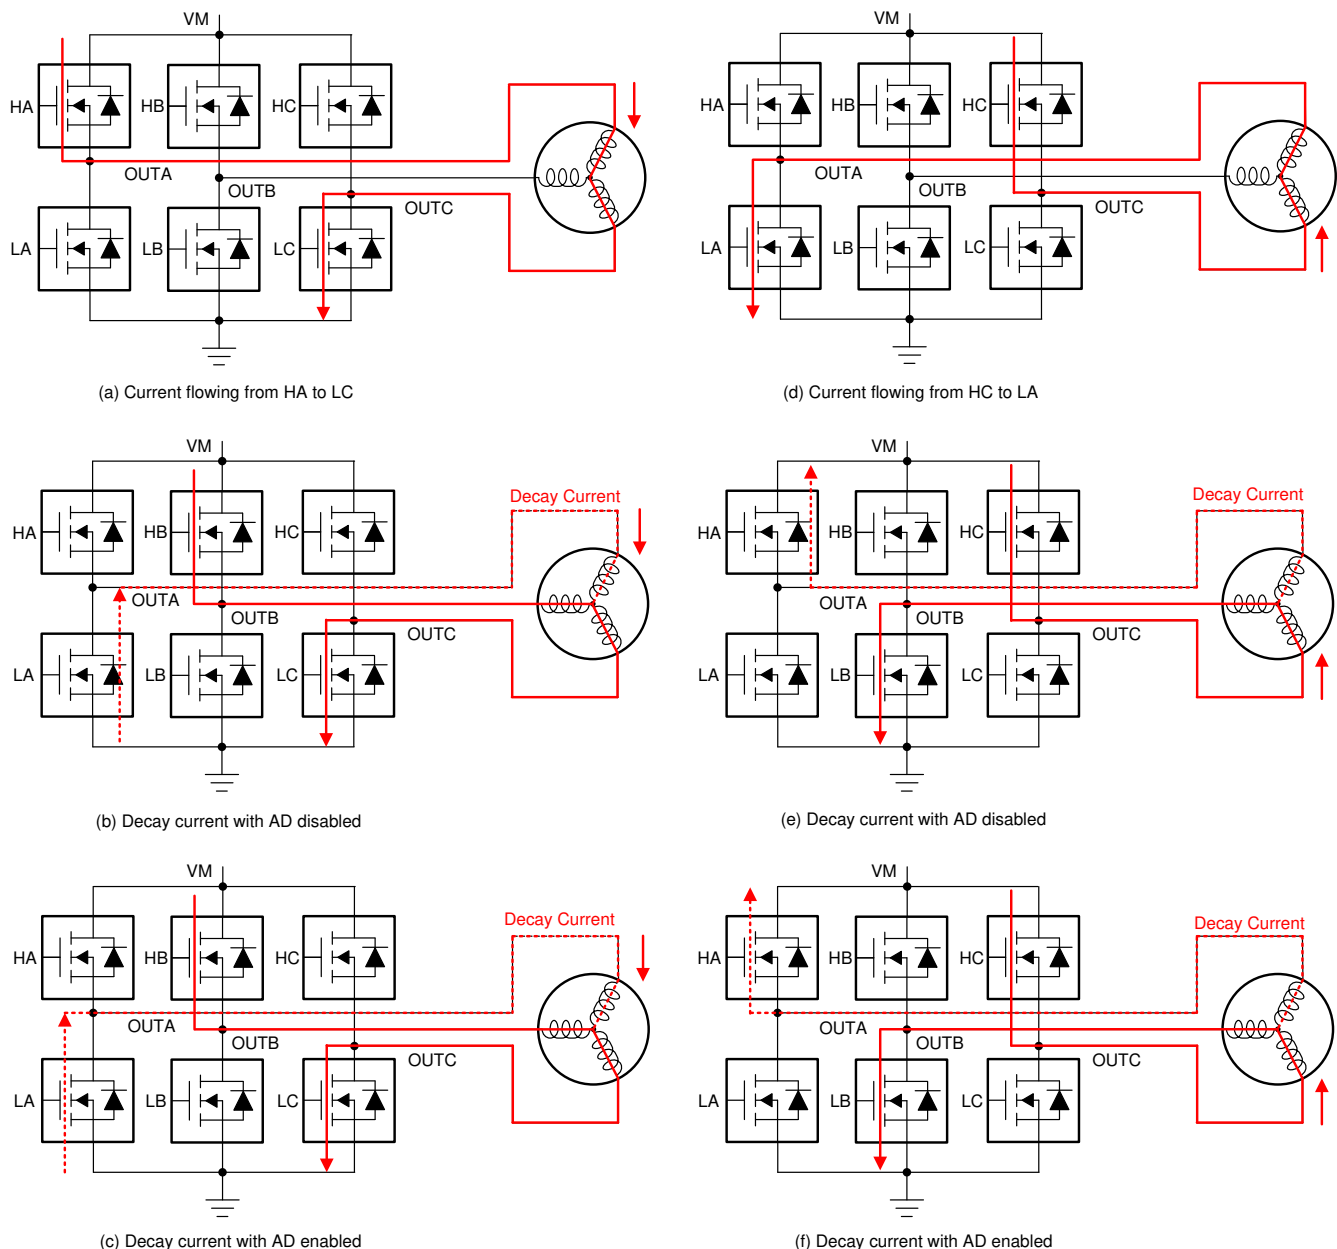 VM
HA
HB
HC
OUTA
OUTB
OUTC
LA
LB
LC
(a) Current flowing from HA to LC
VM
HA
HB
HC
OUTA
OUTB
OUTC
LA
LB
LC
(d) Current flowing from HC to LA
VM
Decay Current
HA
HB
HC
OUTA
OUTB
OUTC
LA
LB
LC
(b) Decay current with AD disabled
VM
Decay Current
HA
HB
HC
OUTA
OUTB
OUTC
LA
LB
LC
(e) Decay current with AD disabled
VM
Decay Current
HA
HB
HC
OUTA
OUTB
OUTC
LA
LB
LC
(c) Decay current with AD enabled
VM
Decay Current
HA
HB
HC
OUTA
OUTB
OUTC
LA
LB
LC
(f) Decay current with AD enabled